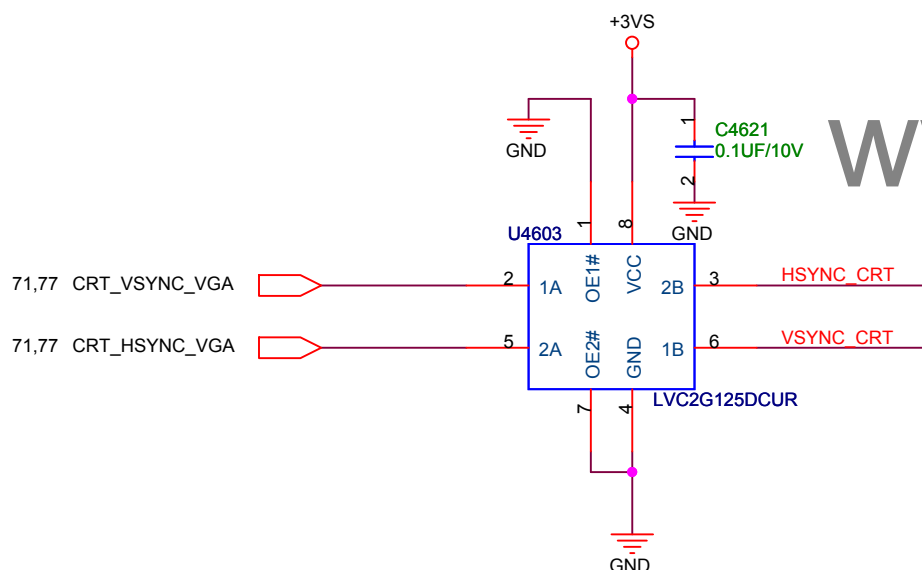 +3VS
1
C4621
0.1UF/10V
2
GND
GND
W
U4603
1
8
OE1#
VCC
71,77 CRT_VSYNC_VGA
2
1A
2B
3
HSYNC_CRT
71,77 CRT_HSYNC_VGA
5
2A
1B
6
VSYNC_CRT
OE2#
GND
LVC2G125DCUR
7
4
GND